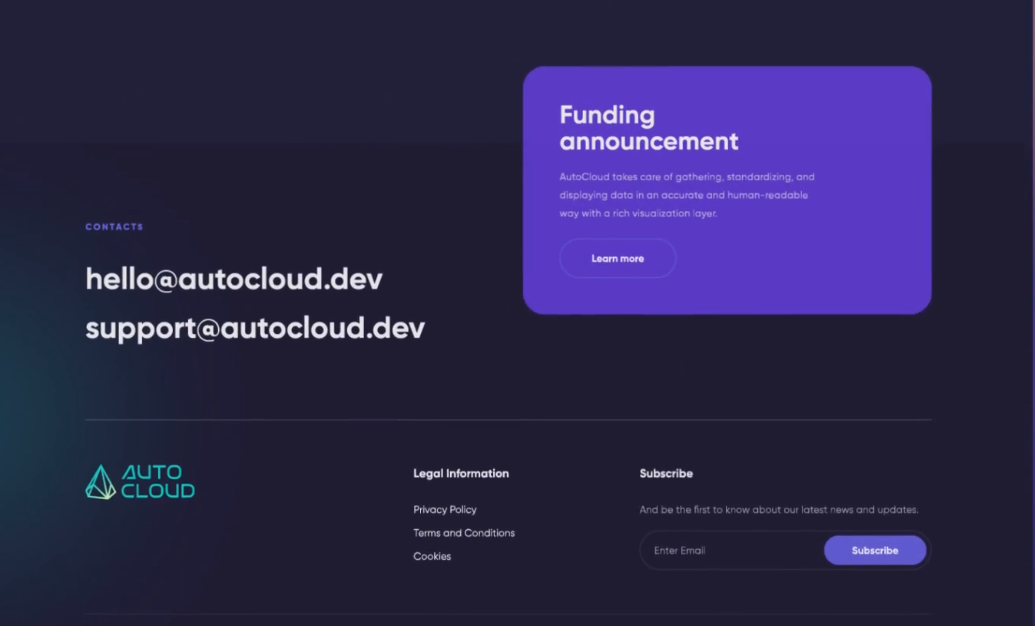 Funding
announcement
AutoCloud takes care of gathering, standardizing, and
displaying data in an accurate and human-readable
way with a rich visualization layer.
Learn more
CONTACTS
hello@autocloud.dev
support@autocloud.dev
AUTO
CLOUD
Legal Information
Privacy Policy
Terms and Conditions
Cookies
Subscribe
And be the first to know about our latest news and updates.
Enter Email
Subscribe